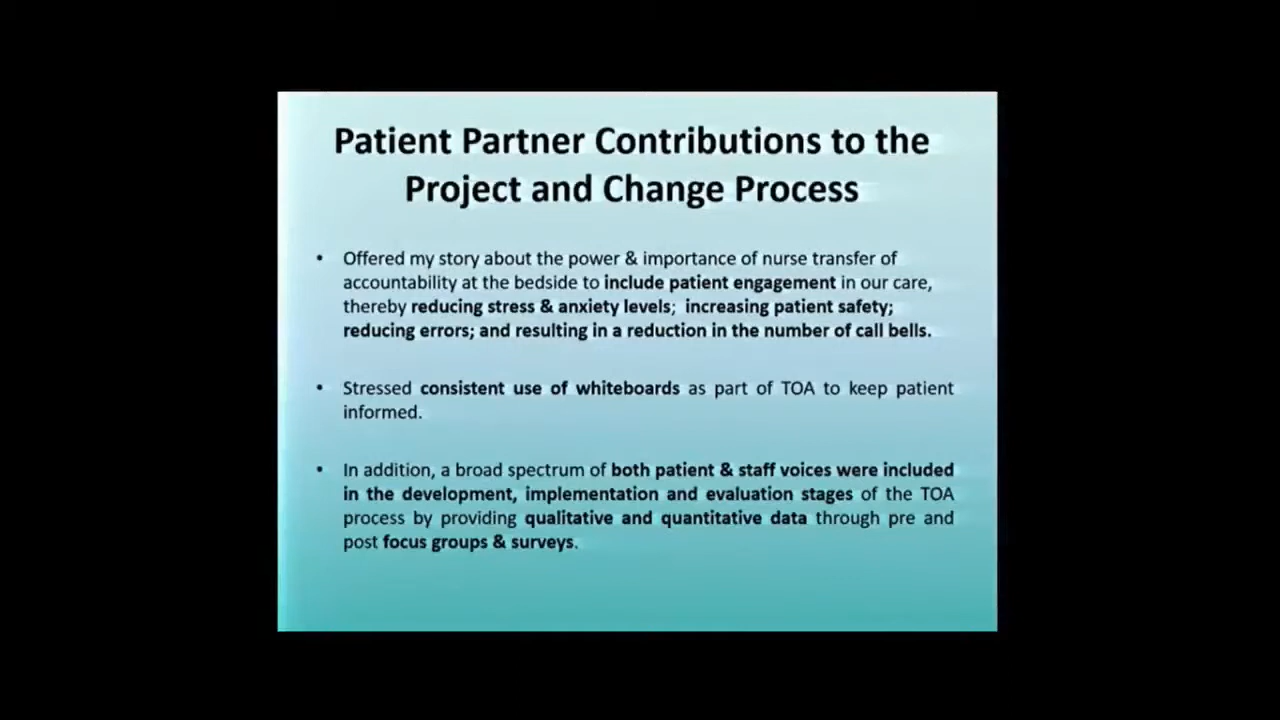 Patient Partner Contributions to the
Project and Change Process
• Offered my story about the power & importance of nurse transfer of
accountability at the bedside to include patient engagement in our care,
thereby reducing stress & anxiety levels; increasing patient safety;
reducing errors; and resulting in a reduction in the number of call bells.
• Stressed consistent use of whiteboards as part of TOA to keep patient
informed.
• In addition, a broad spectrum of both patient & staff voices were included
in the development, implementation and evaluation stages of the TOA
process by providing qualitative and quantitative data through pre and
post focus groups & surveys.